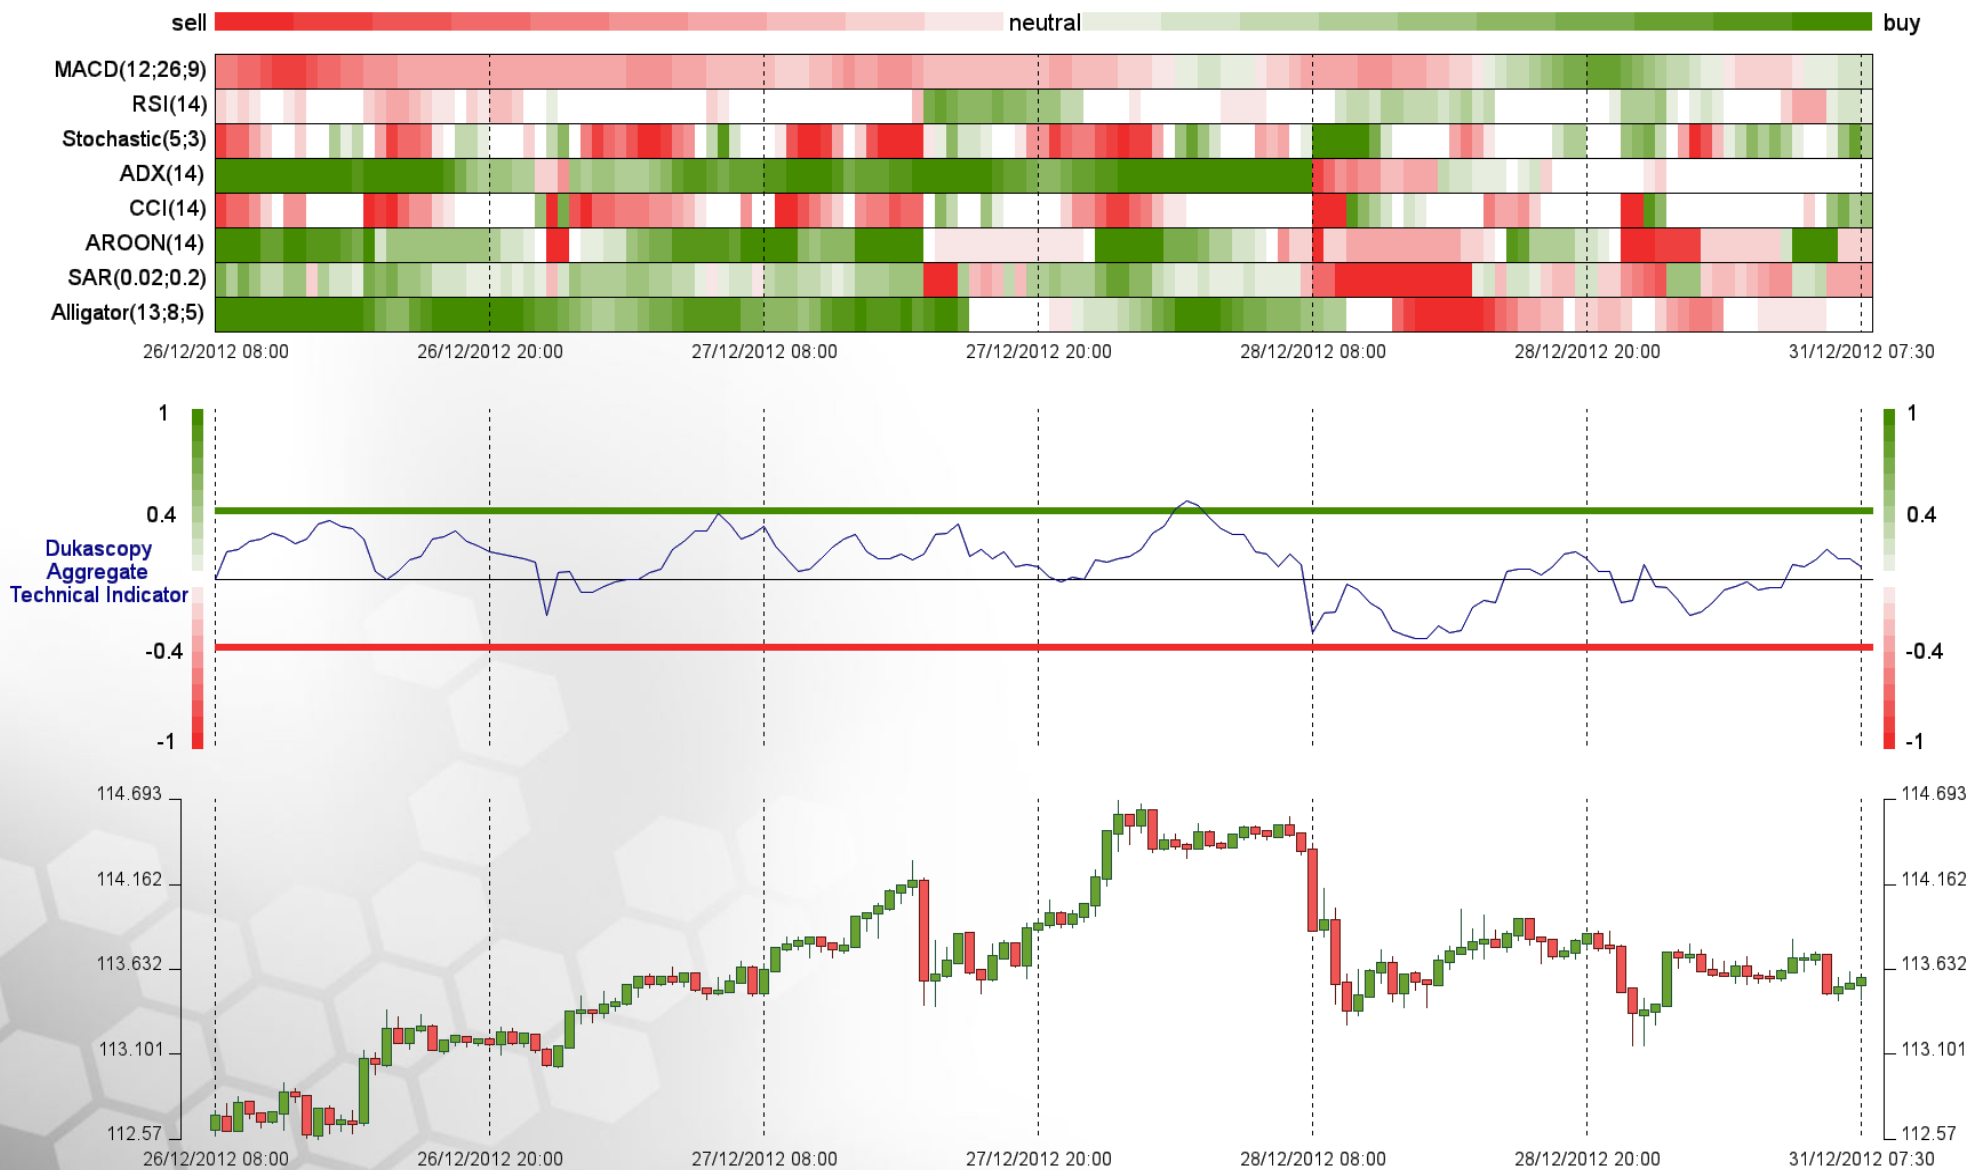 sell neutral buy
MACD(12;26;9)
RSI(14)
Stochastic(5;3)
ADX(14)
CCI(14)
AROON(14)
SAR(0.02;0.2)
Alligator(13;8;5)
26/12/2012 08:00 26/12/2012 20:00 27/12/2012 08:00 27/12/2012 20:00 28/12/2012 08:00 28/12/2012 20:00 31/12/2012 07:30
1 1
0.4 0.4
Dukascopy
Aggregate
Technical Indicator
-0.4 -0.4
-1 -1
114.693 114.693
114.162 114.162
113.632 113.632
113.101 113.101
112.57 112.57
26/12/2012 08:00 26/12/2012 20:00 27/12/2012 08:00 27/12/2012 20:00 28/12/2012 08:00 28/12/2012 20:00 31/12/2012 07:30